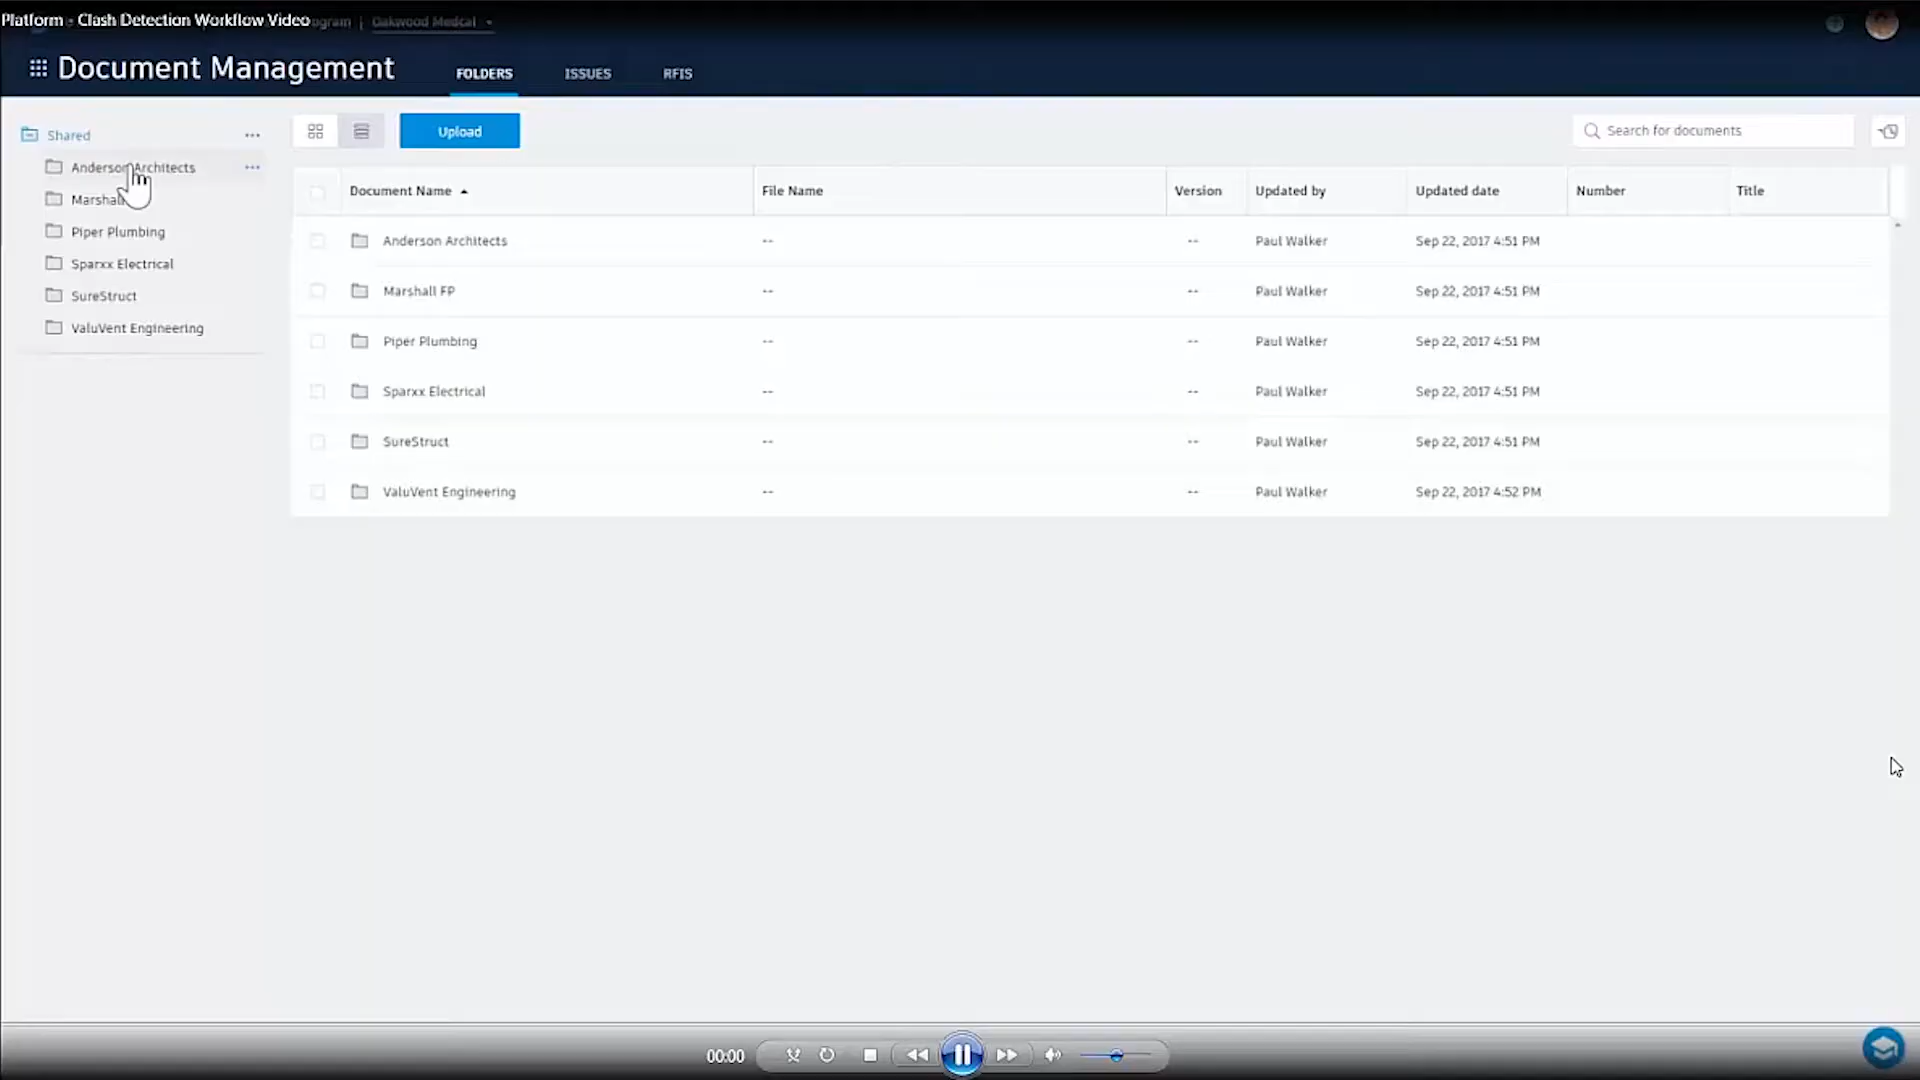 Platform - Clash Detection Workflow Video
Oakwood Medcal
Document Management
FOLDERS
ISSUES
RFIS
Shared
Anderson Architects
Marshall
Piper Plumbing
Sparxx Electrical
SureStruct
ValuVent Engineering
Upload
Search for documents
Document Name File Name Version Updated by Updated date Number Title
Anderson Architects -- -- Paul Walker Sep 22, 2017 4:51 PM
Marshall FP -- -- Paul Walker Sep 22, 2017 4:51 PM
Piper Plumbing -- -- Paul Walker Sep 22, 2017 4:51 PM
Sparxx Electrical -- -- Paul Walker Sep 22, 2017 4:51 PM
SureStruct -- -- Paul Walker Sep 22, 2017 4:51 PM
ValuVent Engineering -- -- Paul Walker Sep 22, 2017 4:52 PM
00:00